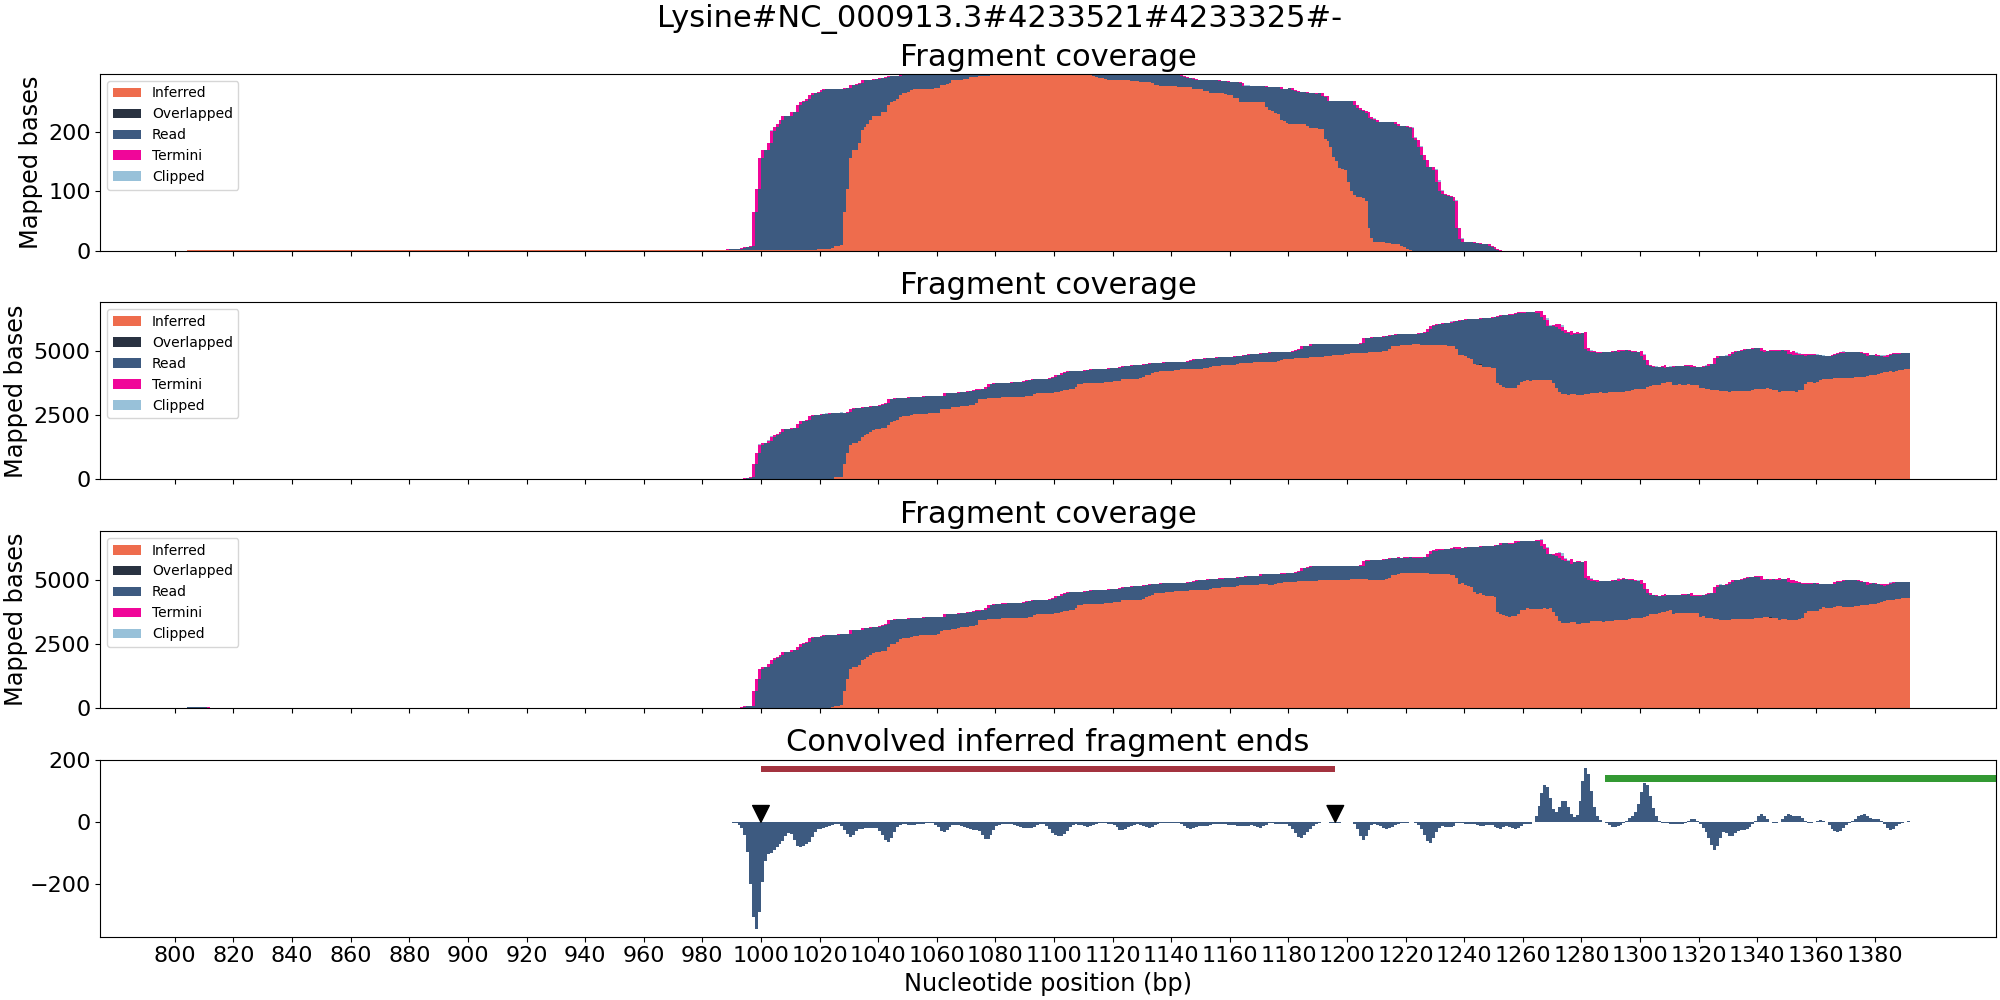 Lysine#NC_000913.3#4233521#4233325#-
Fragment coverage
Mapped bases
200
100
0
Inferred
Overlapped
Read
Termini
Clipped
Fragment coverage
Mapped bases
5000
2500
0
Inferred
Overlapped
Read
Termini
Clipped
Fragment coverage
Mapped bases
5000
2500
0
Inferred
Overlapped
Read
Termini
Clipped
Convolved inferred fragment ends
200
0
−200
800 820 840 860 880 900 920 940 960 980 1000 1020 1040 1060 1080 1100 1120 1140 1160 1180 1200 1220 1240 1260 1280 1300 1320 1340 1360 1380
Nucleotide position (bp)